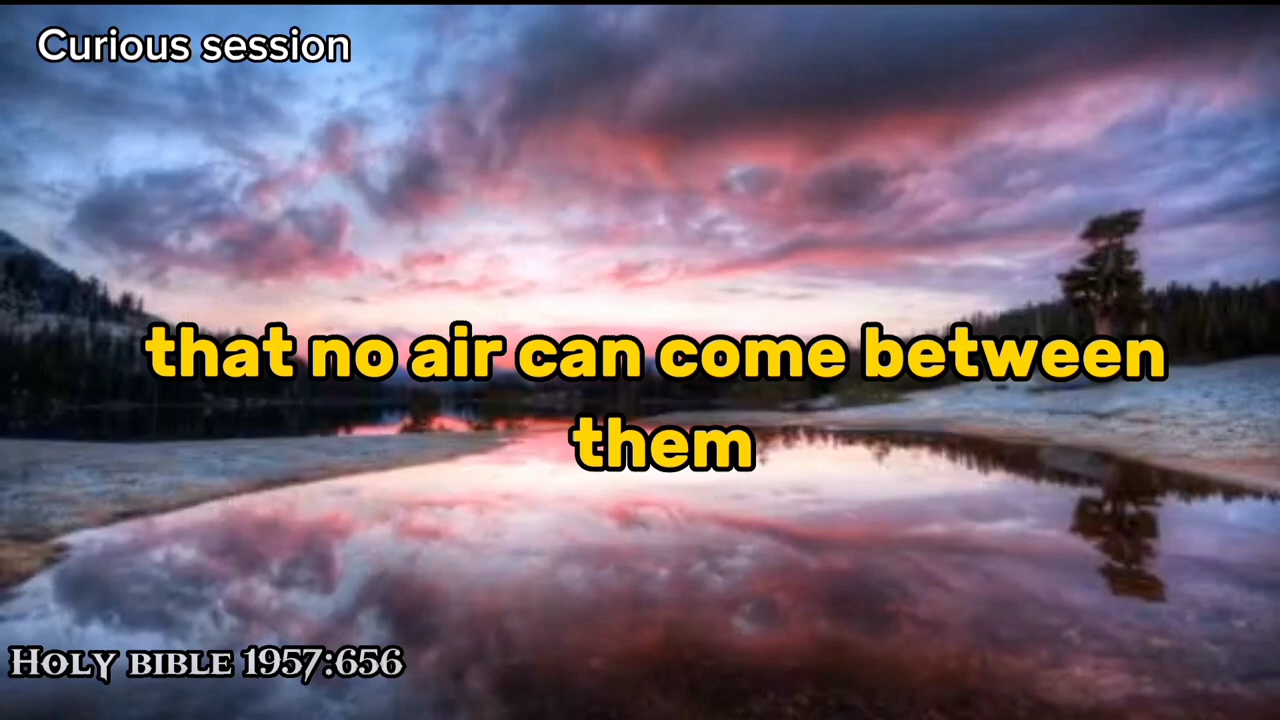 Curious session
that no air can come between
them
HOLY BIBLE 1957:656